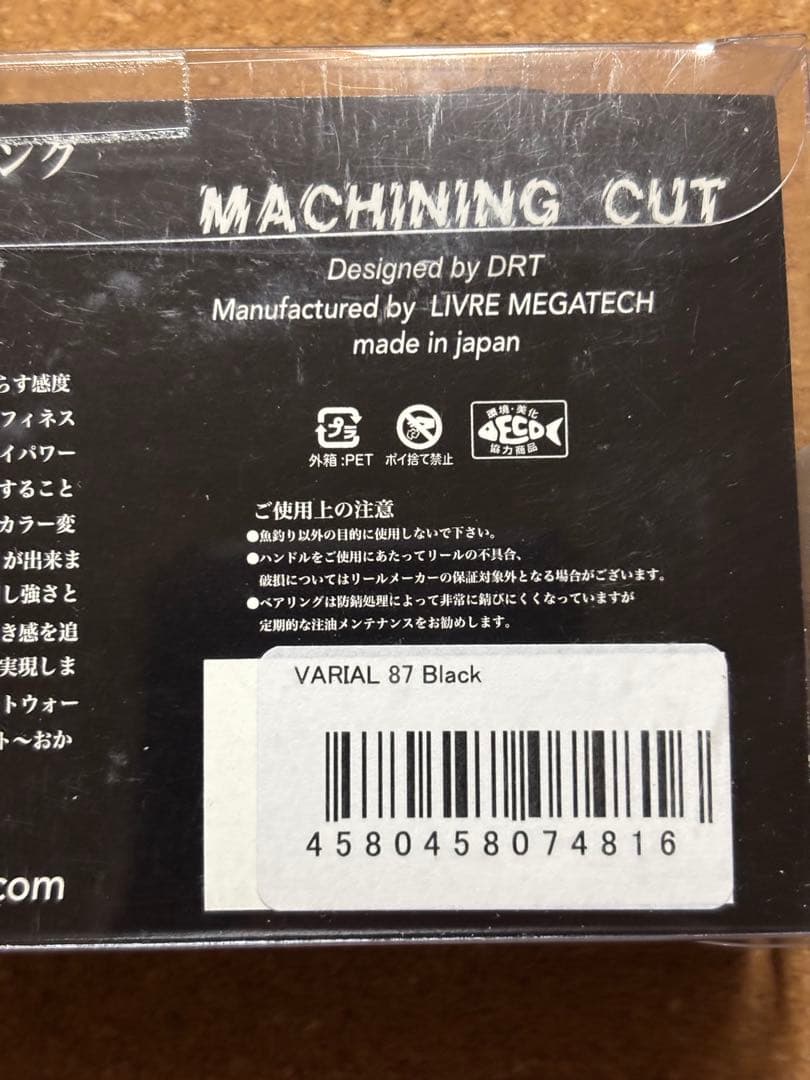 ング
MACHINING CUT
Designed by DRT
Manufactured by LIVRE MEGATECH
made in japan
らす感度
フィネス
イパワー
すること
カラー変
が出来ま
し強さと
き感を追
実現しま
トウォー
ト～おか
.com
プラ
外箱:PET
ポイ捨て禁止
環境・美化
ECO
協力商品
ご使用上の注意
●魚釣り以外の目的に使用しないで下さい。
●ハンドルをご使用にあたってリールの不具合、
破損についてはリールメーカーの保証対象外となる場合がございます。
●ベアリングは防錆処理によって非常に錆びにくくなっていますが
定期的な注油メンテナンスをお勧めします。
VARIAL 87 Black
4580458074816